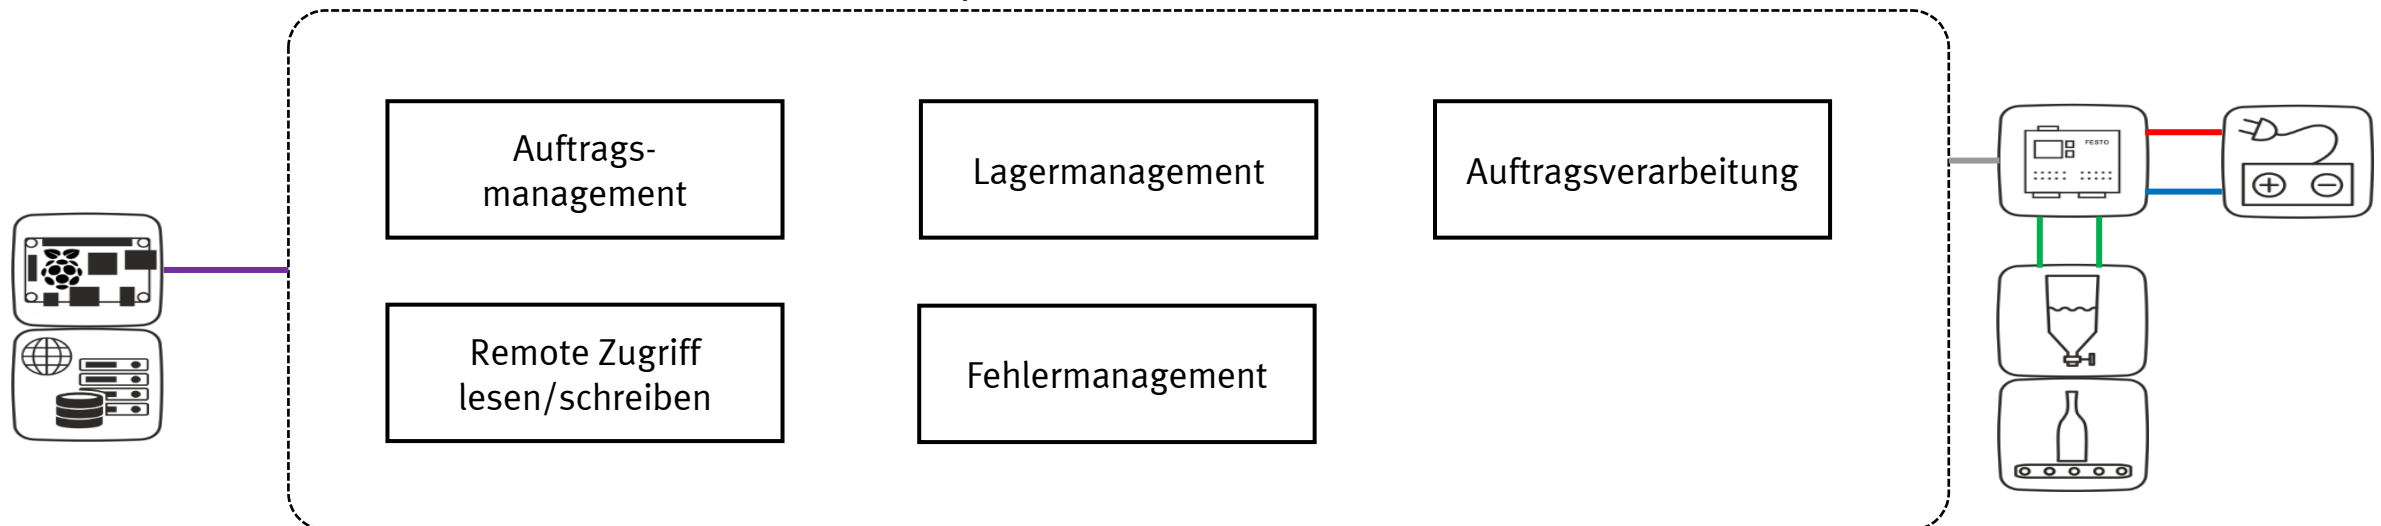 Auftrags-
management
Lagermanagement
Auftragsverarbeitung
FESTO
Remote Zugriff
lesen/schreiben
Fehlermanagement